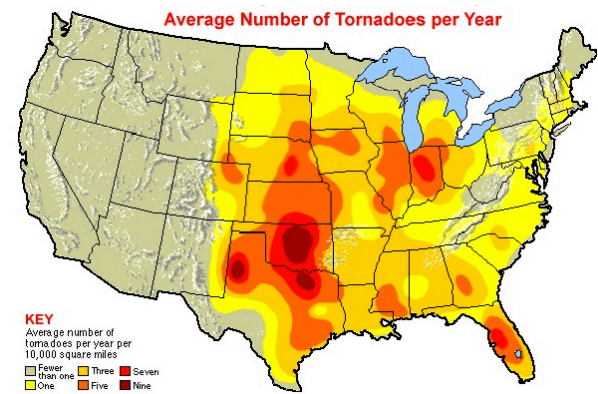 Average Number of Tornadoes per Year
KEY
Average number of
tornadoes per year per
10,000 square miles
Fewer than one
Three
Seven
One
Five
Nine